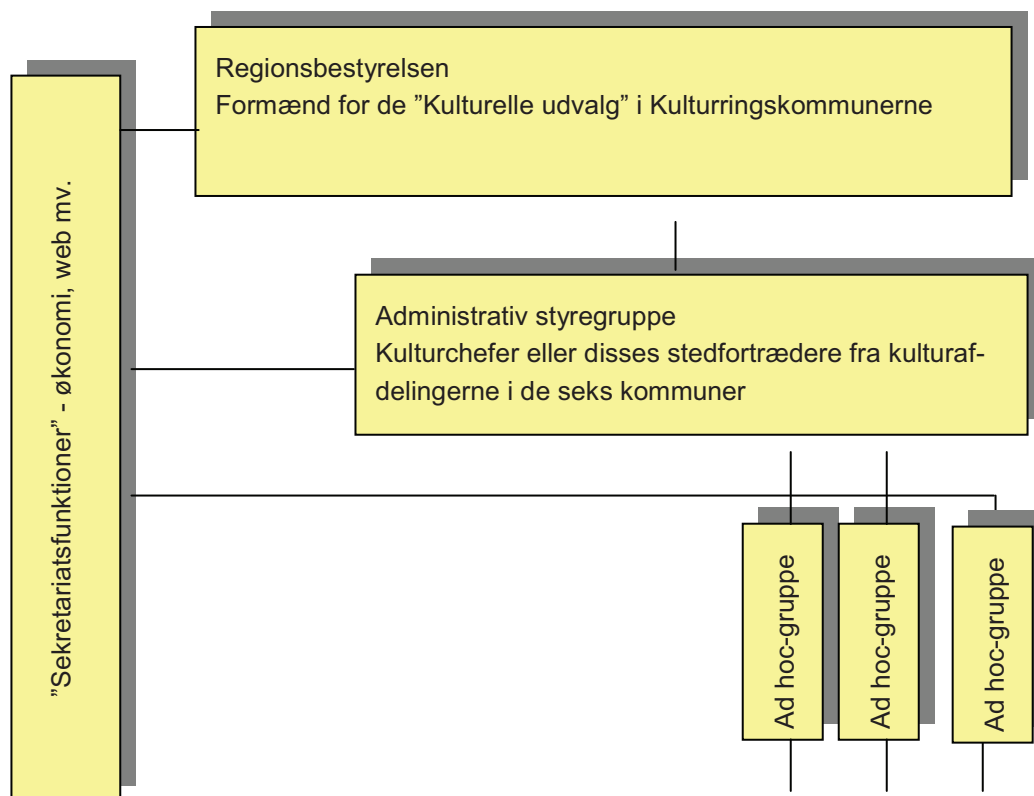 Regionsbestyrelsen
Formænd for de ”Kulturelle udvalg” i Kulturringskommunerne
”Sekretariatsfunktioner” - økonomi, web mv.
Administrativ styregruppe
Kulturchefer eller disses stedfortrædere fra kulturaf-
delingerne i de seks kommuner
Ad hoc-gruppe
Ad hoc-gruppe
Ad hoc-gruppe